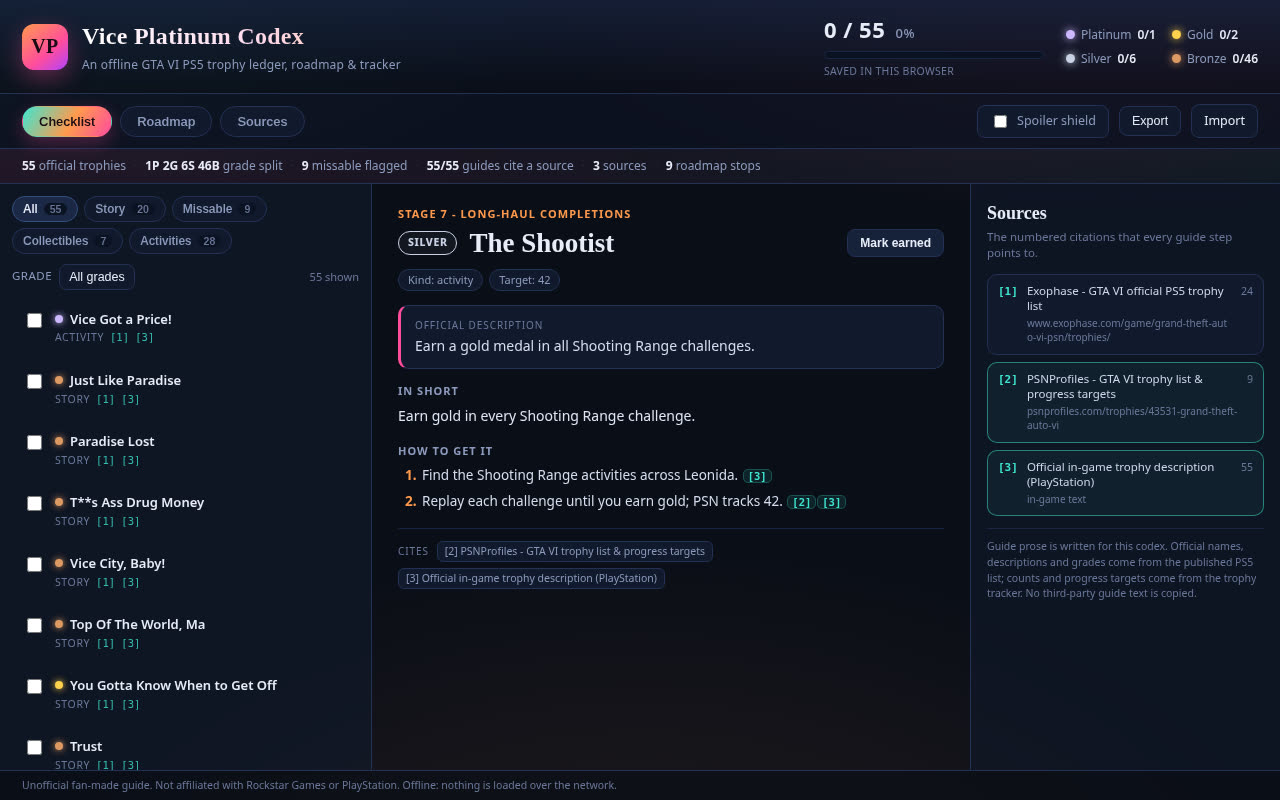 VP
Vice Platinum Codex
An offline GTA VI PS5 trophy ledger, roadmap & tracker
0 / 55 0%
SAVED IN THIS BROWSER
Platinum 0/1 Gold 0/2
Silver 0/6 Bronze 0/46
Checklist Roadmap Sources
Spoiler shield Export Import
55 official trophies · 1P 2G 6S 46B grade split · 9 missable flagged · 55/55 guides cite a source · 3 sources · 9 roadmap stops
All 55 Story 20 Missable 9
Collectibles 7 Activities 28
GRADE All grades 55 shown
Vice Got a Price!
ACTIVITY [1] [3]
Just Like Paradise
STORY [1] [3]
Paradise Lost
STORY [1] [3]
T**s Ass Drug Money
STORY [1] [3]
Vice City, Baby!
STORY [1] [3]
Top Of The World, Ma
STORY [1] [3]
You Gotta Know When to Get Off
STORY [1] [3]
Trust
STORY [1] [3]
STAGE 7 - LONG-HAUL COMPLETIONS
SILVER The Shootist Mark earned
Kind: activity Target: 42
OFFICIAL DESCRIPTION
Earn a gold medal in all Shooting Range challenges.
IN SHORT
Earn gold in every Shooting Range challenge.
HOW TO GET IT
1. Find the Shooting Range activities across Leonida. [3]
2. Replay each challenge until you earn gold; PSN tracks 42. [2] [3]
CITES [2] PSNProfiles - GTA VI trophy list & progress targets
[3] Official in-game trophy description (PlayStation)
Sources
The numbered citations that every guide step
points to.
[1] Exophase - GTA VI official PS5 trophy 24
list
www.exophase.com/game/grand-theft-aut
o-vi-psn/trophies/
[2] PSNProfiles - GTA VI trophy list & 9
progress targets
psnprofiles.com/trophies/43531-grand-theft-
auto-vi
[3] Official in-game trophy description 55
(PlayStation)
in-game text
Guide prose is written for this codex. Official names,
descriptions and grades come from the published PS5
list; counts and progress targets come from the trophy
tracker. No third-party guide text is copied.
Unofficial fan-made guide. Not affiliated with Rockstar Games or PlayStation. Offline: nothing is loaded over the network.